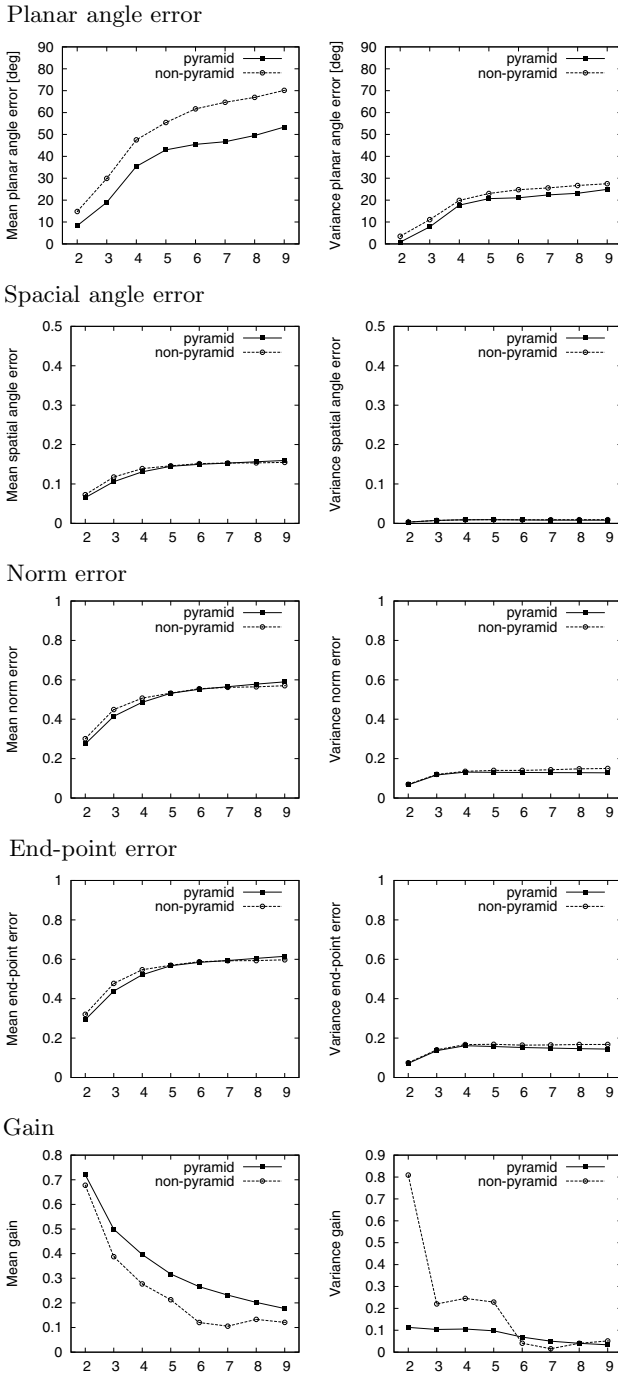 Planar angle error
Mean planar angle error [deg]
90
80
70
60
50
40
30
20
10
0
pyramid
non-pyramid
2 3 4 5 6 7 8 9
Variance planar angle error [deg]
90
80
70
60
50
40
30
20
10
0
pyramid
non-pyramid
2 3 4 5 6 7 8 9
Spacial angle error
Mean spatial angle error
0.5
0.4
0.3
0.2
0.1
0
pyramid
non-pyramid
2 3 4 5 6 7 8 9
Variance spatial angle error
0.5
0.4
0.3
0.2
0.1
0
pyramid
non-pyramid
2 3 4 5 6 7 8 9
Norm error
Mean norm error
1
0.8
0.6
0.4
0.2
0
pyramid
non-pyramid
2 3 4 5 6 7 8 9
Variance norm error
1
0.8
0.6
0.4
0.2
0
pyramid
non-pyramid
2 3 4 5 6 7 8 9
End-point error
Mean end-point error
1
0.8
0.6
0.4
0.2
0
pyramid
non-pyramid
2 3 4 5 6 7 8 9
Variance end-point error
1
0.8
0.6
0.4
0.2
0
pyramid
non-pyramid
2 3 4 5 6 7 8 9
Gain
Mean gain
0.8
0.7
0.6
0.5
0.4
0.3
0.2
0.1
0
pyramid
non-pyramid
2 3 4 5 6 7 8 9
Variance gain
0.9
0.8
0.7
0.6
0.5
0.4
0.3
0.2
0.1
0
pyramid
non-pyramid
2 3 4 5 6 7 8 9